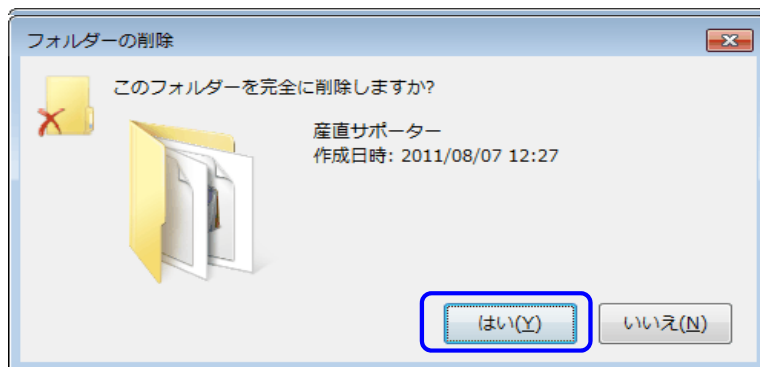 フォルダーの削除
このフォルダーを完全に削除しますか?
産直サポーター
作成日時: 2011/08/07 12:27
はい(Y)
いいえ(N)